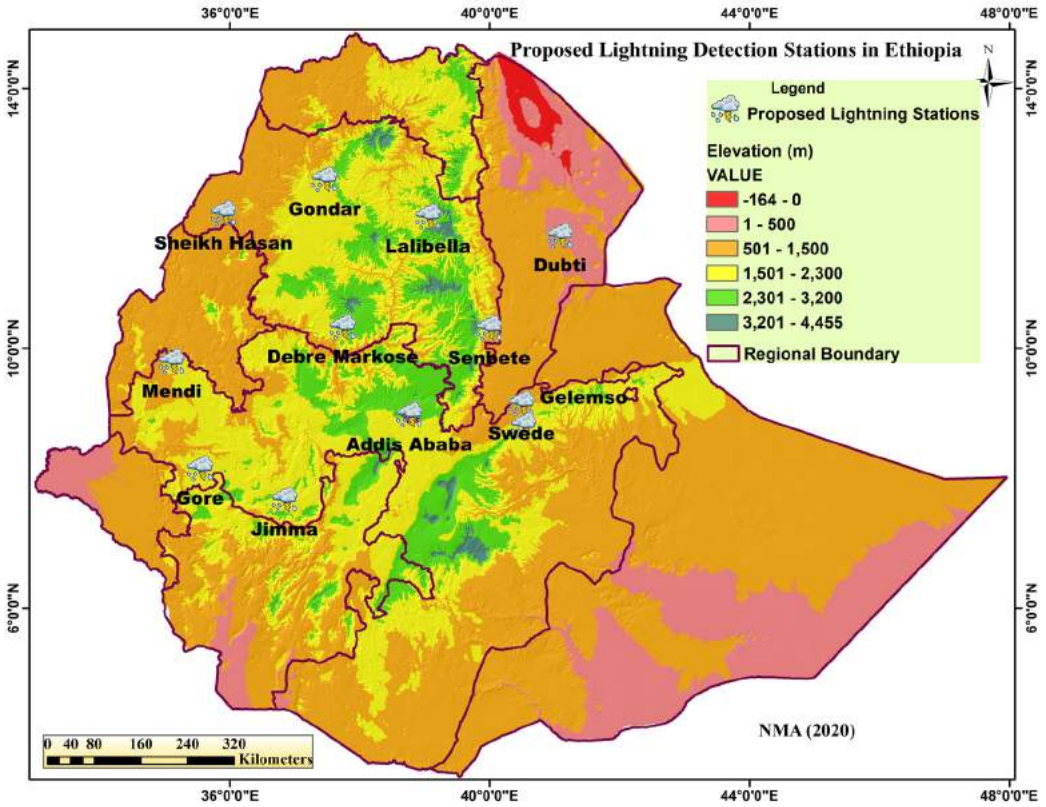 36°0'0"E 40°0'0"E 44°0'0"E 48°0'0"E
Proposed Lightning Detection Stations in Ethiopia
N
14°0'0"N
14°0'0"N
Legend
Proposed Lightning Stations
Elevation (m)
VALUE
-164 - 0
1 - 500
501 - 1,500
1,501 - 2,300
2,301 - 3,200
3,201 - 4,455
Regional Boundary
Gondar
Sheikh Hasan
Lalibella
Dubti
10°0'0"N
10°0'0"N
Debre Markose
Senbete
Mendi
Gelemso
Swede
Addis Ababa
Gore
Jimma
6°0'0"N
6°0'0"N
NMA (2020)
0 40 80 160 240 320
Kilometers
36°0'0"E 40°0'0"E 44°0'0"E 48°0'0"E